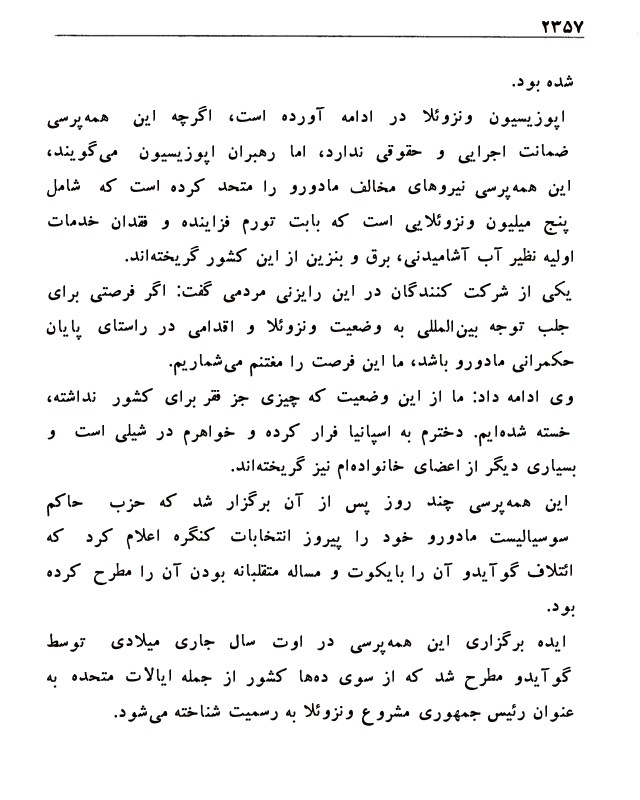 ۲۳۵۷
شده بود.
اپوزیسیون ونزوئلا در ادامه آورده است، اگرچه این همه‌پرسی
ضمانت اجرایی و حقوقی ندارد، اما رهبران اپوزیسیون می‌گویند،
این همه‌پرسی نیروهای مخالف مادورو را متحد کرده است که شامل
پنج میلیون ونزوئلایی است که بابت تورم فزاینده و فقدان خدمات
اولیه نظیر آب آشامیدنی، برق و بنزین از این کشور گریخته‌اند.
یکی از شرکت کنندگان در این رایزنی مردمی گفت: اگر فرصتی برای
جلب توجه بین‌المللی به وضعیت ونزوئلا و اقدامی در راستای پایان
حکمرانی مادورو باشد، ما این فرصت را مغتنم می‌شماریم.
وی ادامه داد: ما از این وضعیت که چیزی جز فقر برای کشور نداشته،
خسته شده‌ایم. دخترم به اسپانیا فرار کرده و خواهرم در شیلی است و
بسیاری دیگر از اعضای خانواده‌ام نیز گریخته‌اند.
این همه‌پرسی چند روز پس از آن برگزار شد که حزب حاکم
سوسیالیست مادورو خود را پیروز انتخابات کنگره اعلام کرد که
ائتلاف گوآیدو آن را بایکوت و مساله متقلبانه بودن آن را مطرح کرده
بود.
ایده برگزاری این همه‌پرسی در اوت سال جاری میلادی توسط
گوآیدو مطرح شد که از سوی ده‌ها کشور از جمله ایالات متحده به
عنوان رئیس جمهوری مشروع ونزوئلا به رسمیت شناخته می‌شود.